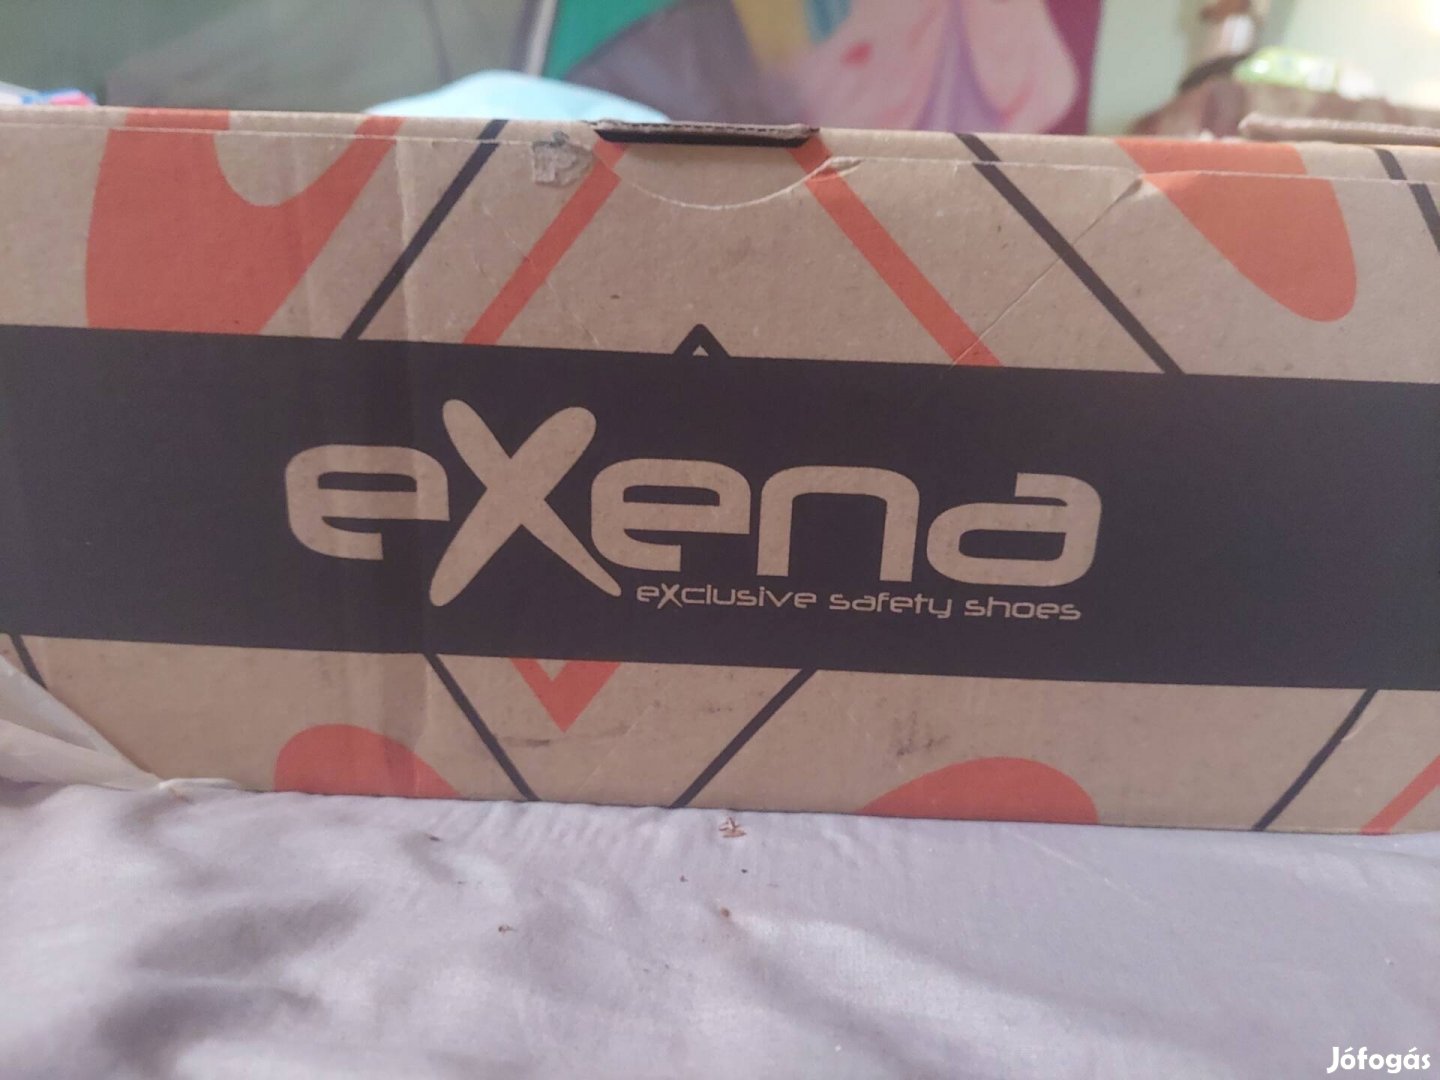 eXena
eXclusive safety shoes
Jófogás